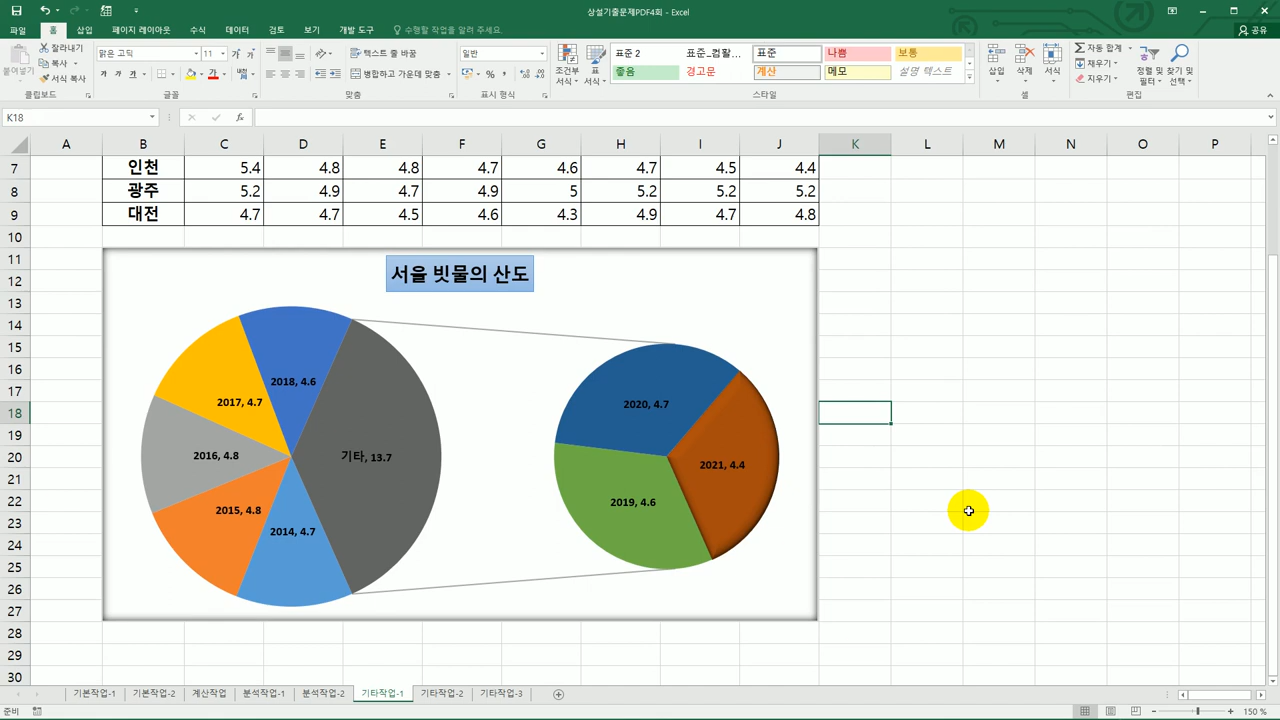 상설기출문제PDF4회 - Excel
파일 홈 삽입 페이지 레이아웃 수식 데이터 검토 보기 개발 도구 수행할 작업을 알려 주세요. 공유
붙여넣기 잘라내기 복사 서식 복사
맑은 고딕 11 가 가
가 가 가
텍스트 줄 바꿈
병합하고 가운데 맞춤
일반
조건부 서식 표 서식
표준 2 표준_컴활... 표준 나쁨 보통
좋음 경고문 계산 메모 설명 텍스트
삽입 삭제 서식
자동 합계 채우기 지우기
정렬 및 필터 찾기 및 선택
클립보드 글꼴 맞춤 표시 형식 스타일 셀 편집
K18 fx
A B C D E F G H I J K L M N O P
7 인천 5.4 4.8 4.8 4.7 4.6 4.7 4.5 4.4
8 광주 5.2 4.9 4.7 4.9 5 5.2 5.2 5.2
9 대전 4.7 4.7 4.5 4.6 4.3 4.9 4.7 4.8
10
11
12
13
14
15
16
17
18
19
20
21
22
23
24
25
26
27
28
29
30
서울 빗물의 산도
2018, 4.6
2017, 4.7
2020, 4.7
2016, 4.8
기타, 13.7
2021, 4.4
2015, 4.8
2019, 4.6
2014, 4.7
기본작업-1 기본작업-2 계산작업 분석작업-1 분석작업-2 기타작업-1 기타작업-2 기타작업-3
준비 150 %